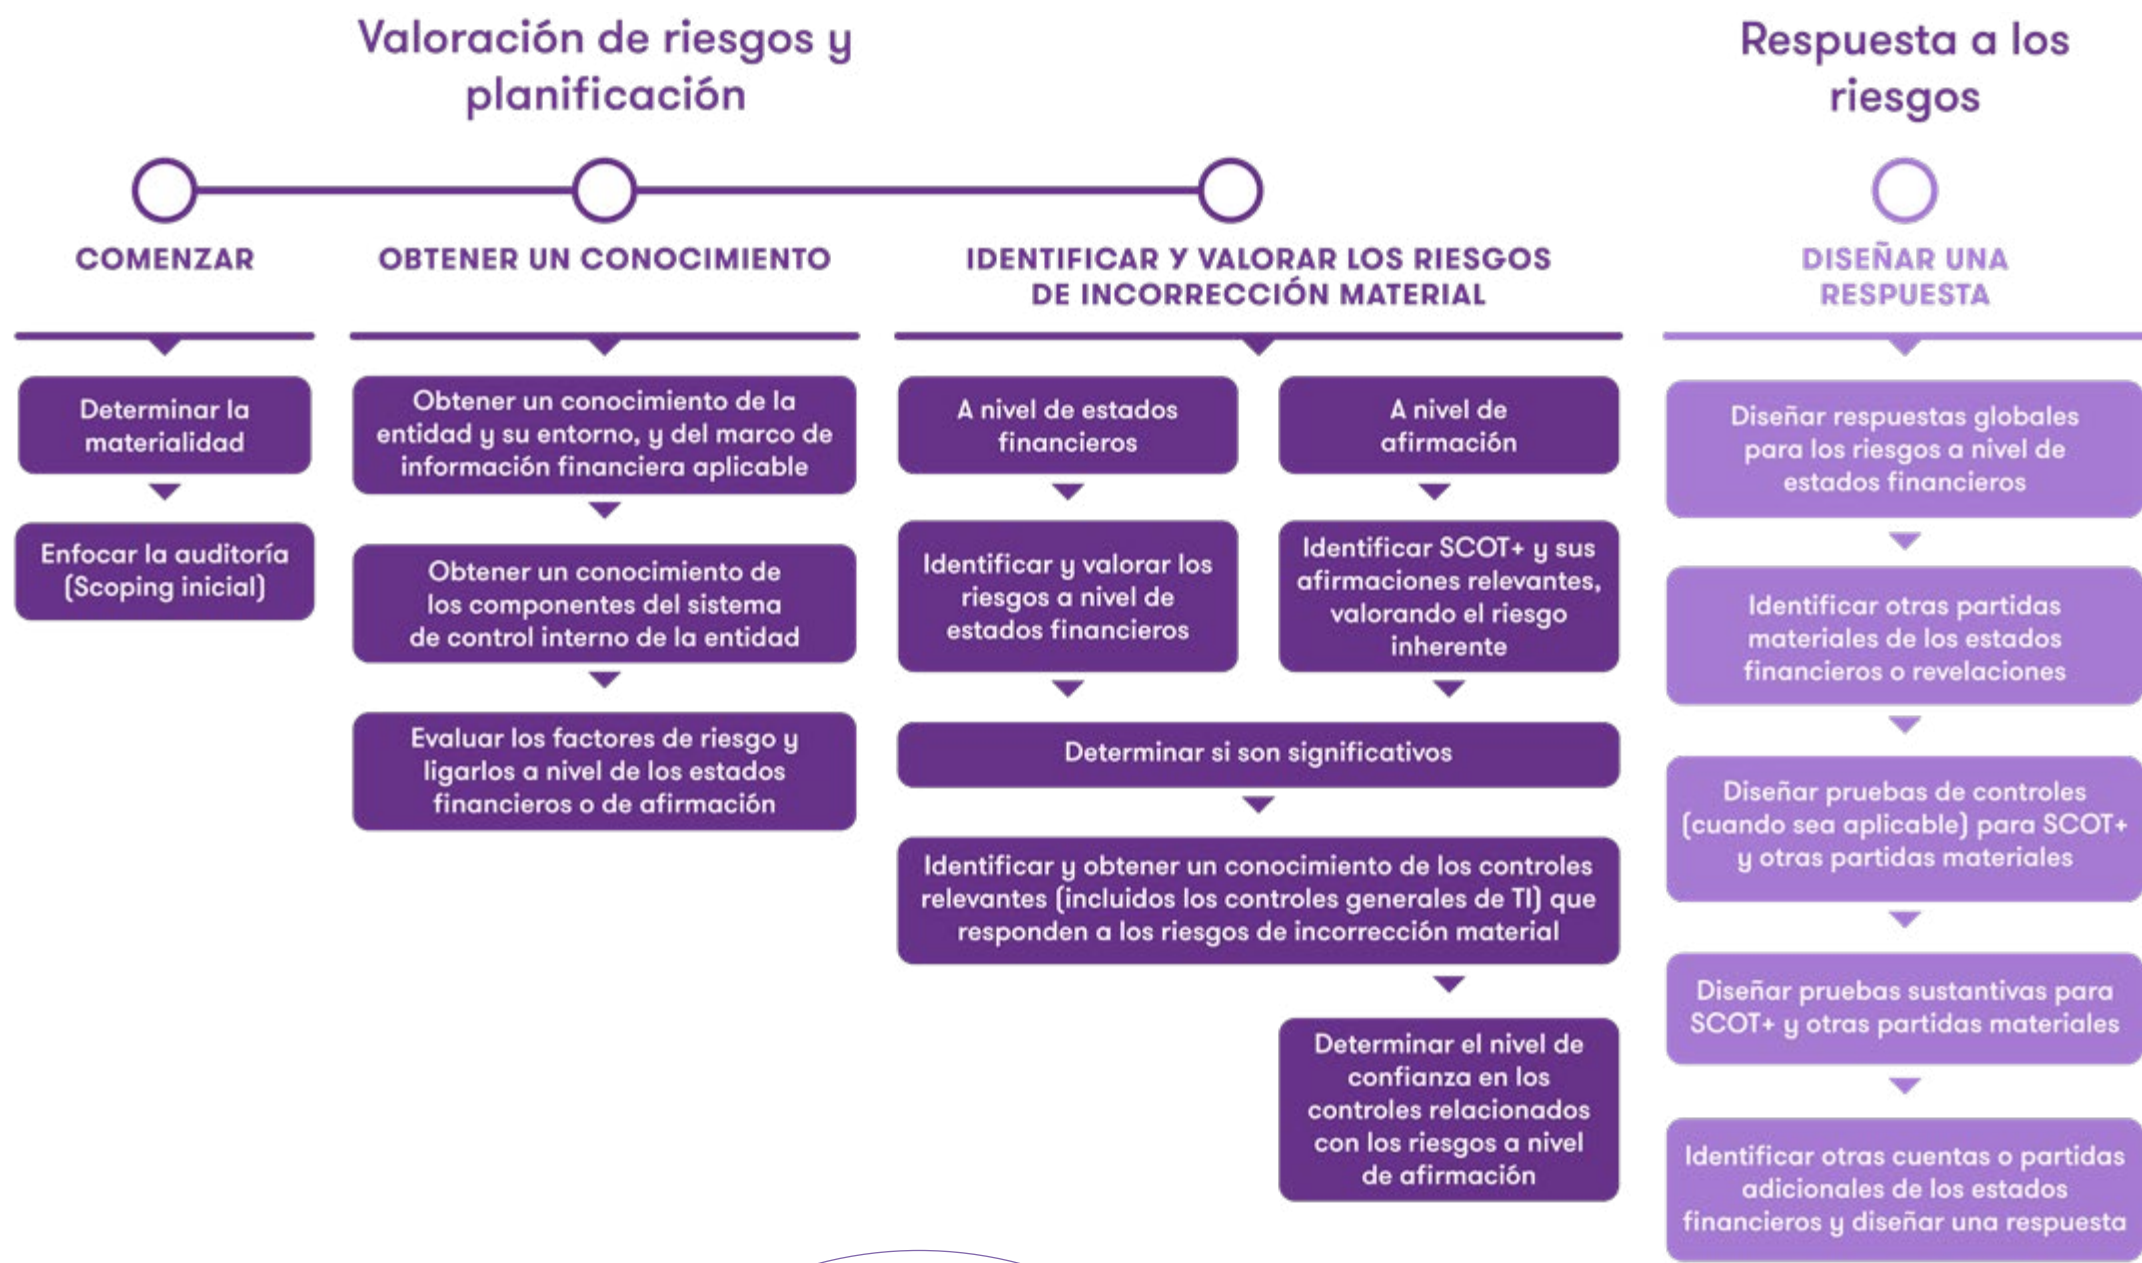 Valoración de riesgos y
planificación
Respuesta a los
riesgos
COMENZAR
Determinar la
materialidad
Enfocar la auditoría
(Scoping inicial)
OBTENER UN CONOCIMIENTO
Obtener un conocimiento de la
entidad y su entorno, y del marco de
información financiera aplicable
Obtener un conocimiento de
los componentes del sistema
de control interno de la entidad
Evaluar los factores de riesgo y
ligarlos a nivel de los estados
financieros o de afirmación
IDENTIFICAR Y VALORAR LOS RIESGOS
DE INCORRECCIÓN MATERIAL
A nivel de estados
financieros
Identificar y valorar los
riesgos a nivel de
estados financieros
A nivel de
afirmación
Identificar SCOT+ y sus
afirmaciones relevantes,
valorando el riesgo
inherente
Determinar si son significativos
Identificar y obtener un conocimiento de los controles
relevantes (incluidos los controles generales de TI) que
responden a los riesgos de incorrección material
Determinar el nivel de
confianza en los
controles relacionados
con los riesgos a nivel
de afirmación
DISEÑAR UNA
RESPUESTA
Diseñar respuestas globales
para los riesgos a nivel de
estados financieros
Identificar otras partidas
materiales de los estados
financieros o revelaciones
Diseñar pruebas de controles
(cuando sea aplicable) para SCOT+
y otras partidas materiales
Diseñar pruebas sustantivas para
SCOT+ y otras partidas materiales
Identificar otras cuentas o partidas
adicionales de los estados
financieros y diseñar una respuesta